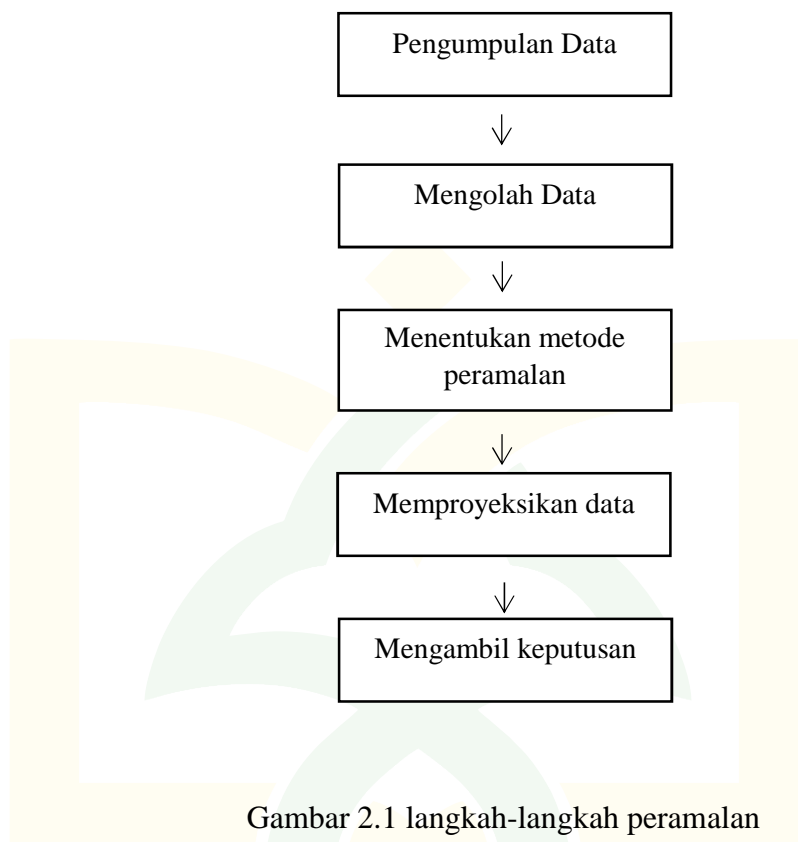 Pengumpulan Data
Mengolah Data
Menentukan metode
peramalan
Memproyeksikan data
Mengambil keputusan
Gambar 2.1 langkah-langkah peramalan